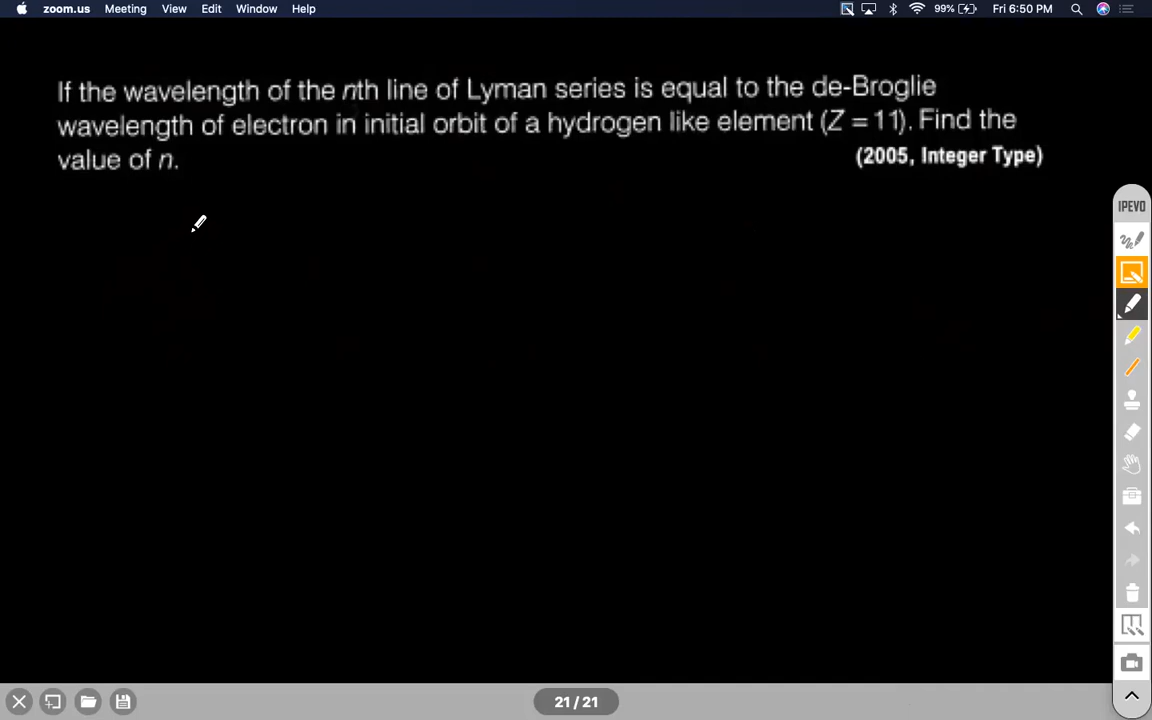 zoom.us Meeting View Edit Window Help 99% Fri 6:50 PM
If the wavelength of the nth line of Lyman series is equal to the de-Broglie
wavelength of electron in initial orbit of a hydrogen like element (Z = 11). Find the
value of n.
(2005, Integer Type)
IPEVO
21 / 21